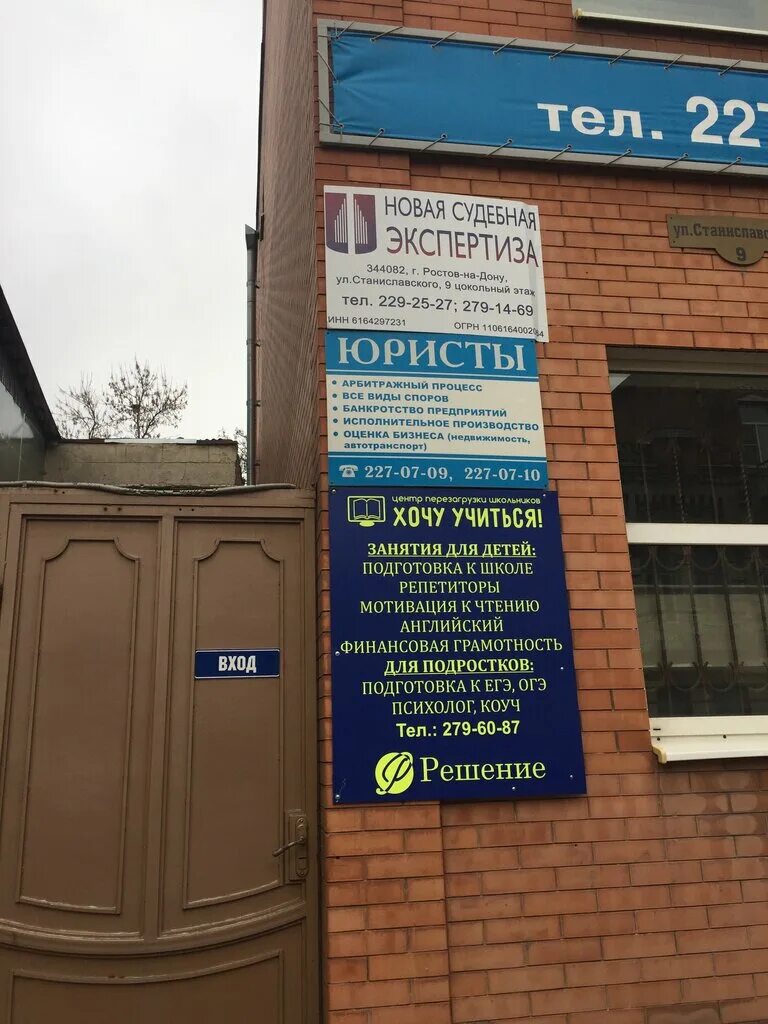 тел. 227
НОВАЯ СУДЕБНАЯ
ЭКСПЕРТИЗА
344082, г. Ростов-на-Дону,
ул.Станиславского, 9 цокольный этаж
тел. 229-25-27; 279-14-69
ИНН 6164297231 ОГРН
ул.Станиславс
9
ЮРИСТЫ
• АРБИТРАЖНЫЙ ПРОЦЕСС
• ВСЕ ВИДЫ СПОРОВ
• БАНКРОТСТВО ПРЕДПРИЯТИЙ
• ИСПОЛНИТЕЛЬНОЕ ПРОИЗВОДСТВО
• ОЦЕНКА БИЗНЕСА (недвижимость,
автотранспорт)
☎ 227-07-09, 227-07-10
центр перезагрузки школьников
ХОЧУ УЧИТЬСЯ!
ЗАНЯТИЯ ДЛЯ ДЕТЕЙ:
ПОДГОТОВКА К ШКОЛЕ
РЕПЕТИТОРЫ
МОТИВАЦИЯ К ЧТЕНИЮ
АНГЛИЙСКИЙ
ФИНАНСОВАЯ ГРАМОТНОСТЬ
ДЛЯ ПОДРОСТКОВ:
ПОДГОТОВКА К ЕГЭ, ОГЭ
ПСИХОЛОГ, КОУЧ
Тел.: 279-60-87
Решение
ВХОД